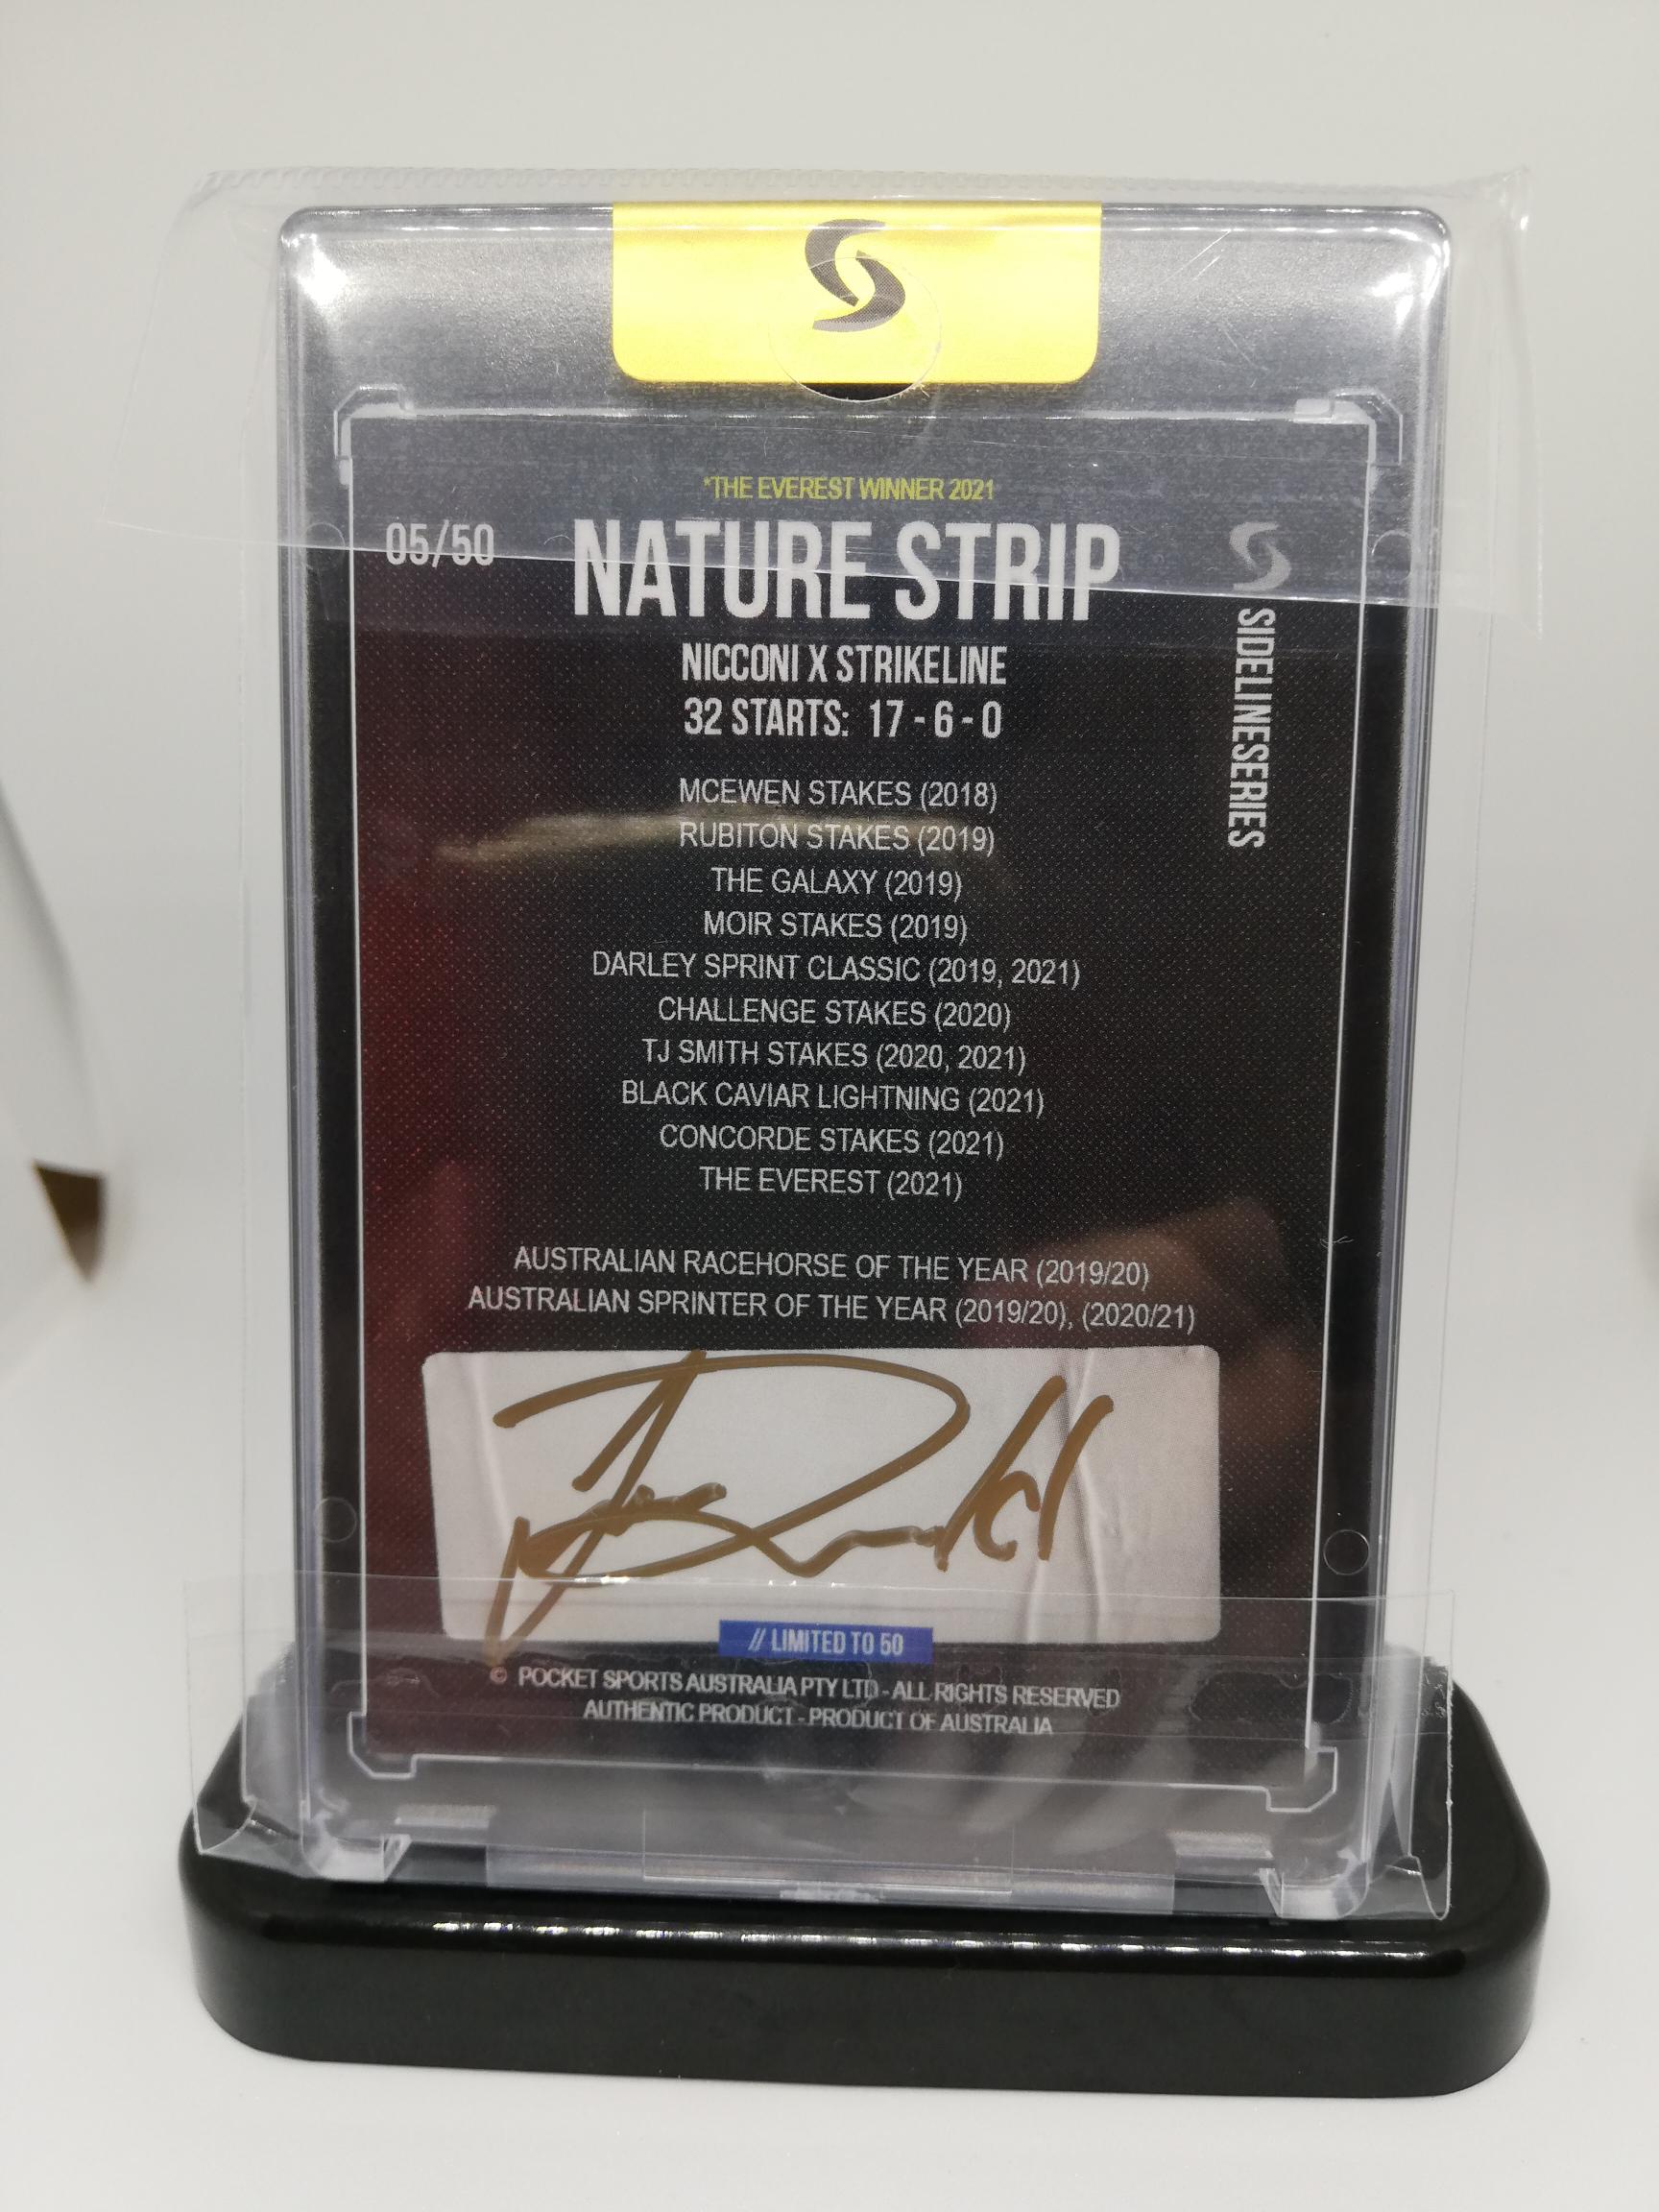 *THE EVEREST WINNER 2021
05/50
NATURE STRIP
NICCONI X STRIKELINE
32 STARTS: 17 - 6 - 0
SIDELINESERIES
MCEWEN STAKES (2018)
RUBITON STAKES (2019)
THE GALAXY (2019)
MOIR STAKES (2019)
DARLEY SPRINT CLASSIC (2019, 2021)
CHALLENGE STAKES (2020)
TJ SMITH STAKES (2020, 2021)
BLACK CAVIAR LIGHTNING (2021)
CONCORDE STAKES (2021)
THE EVEREST (2021)
AUSTRALIAN RACEHORSE OF THE YEAR (2019/20)
AUSTRALIAN SPRINTER OF THE YEAR (2019/20), (2020/21)
// LIMITED TO 50
© POCKET SPORTS AUSTRALIA PTY LTD - ALL RIGHTS RESERVED
AUTHENTIC PRODUCT - PRODUCT OF AUSTRALIA